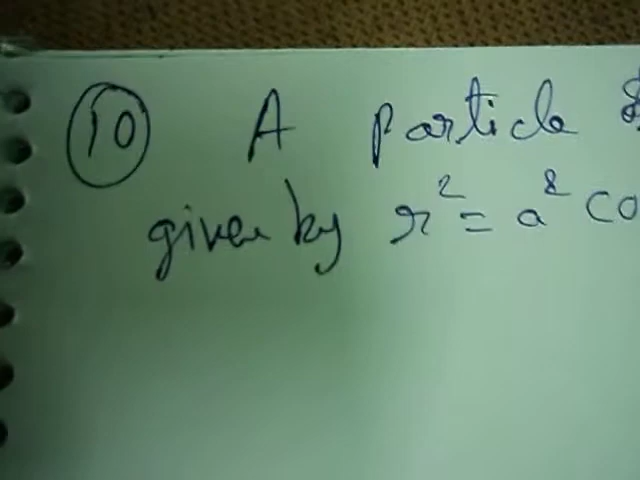 10 A particle
given by r² = a² co